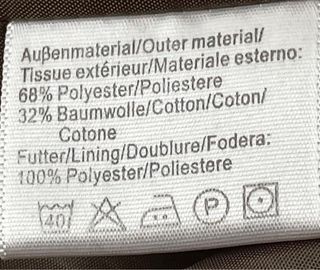 Außenmaterial/Outer material/
Tissue extérieur/Materiale esterno:
68% Polyester/Poliestere
32% Baumwolle/Cotton/Coton/
Cotone
Futter/Lining/Doublure/Fodera:
100% Polyester/Poliestere
40 P